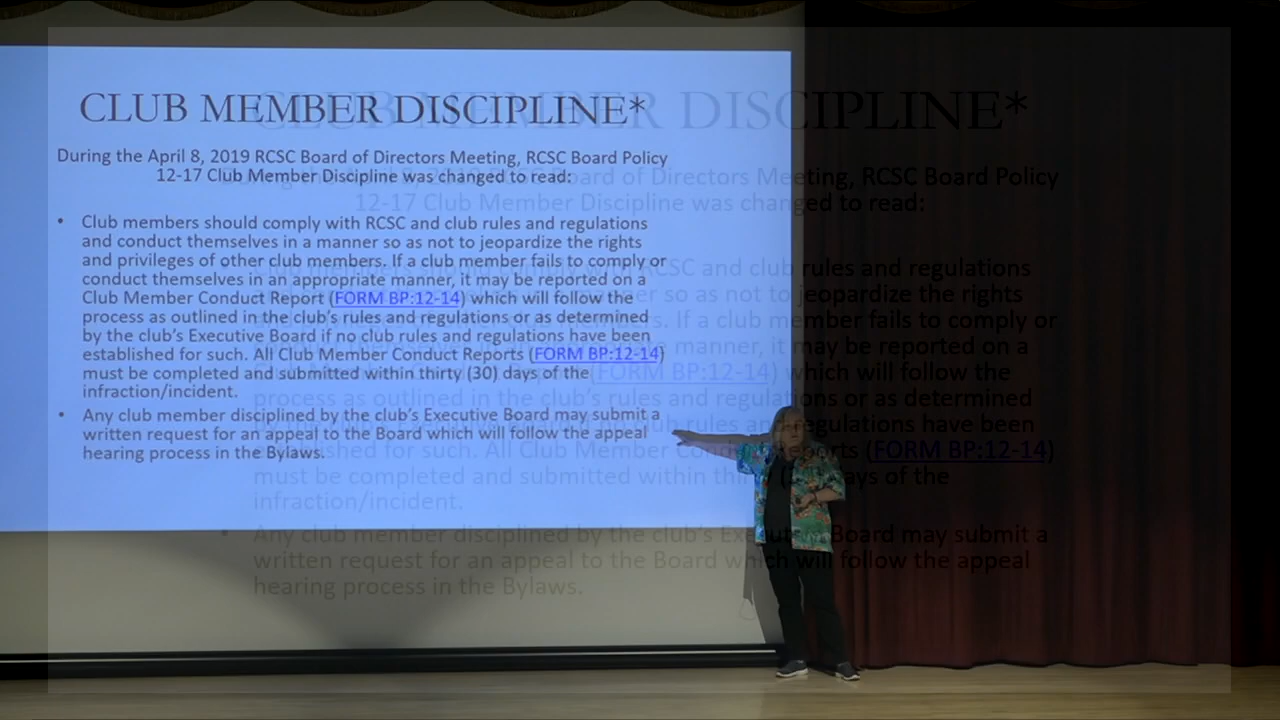 CLUB MEMBER DISCIPLINE*
During the April 8, 2019 RCSC Board of Directors Meeting, RCSC Board Policy
12-17 Club Member Discipline was changed to read:
• Club members should comply with RCSC and club rules and regulations
and conduct themselves in a manner so as not to jeopardize the rights
and privileges of other club members. If a club member fails to comply or
conduct themselves in an appropriate manner, it may be reported on a
Club Member Conduct Report (FORM BP:12-14) which will follow the
process as outlined in the club's rules and regulations or as determined
by the club's Executive Board if no club rules and regulations have been
established for such. All Club Member Conduct Reports (FORM BP:12-14)
must be completed and submitted within thirty (30) days of the
infraction/incident.
• Any club member disciplined by the club's Executive Board may submit a
written request for an appeal to the Board which will follow the appeal
hearing process in the Bylaws.